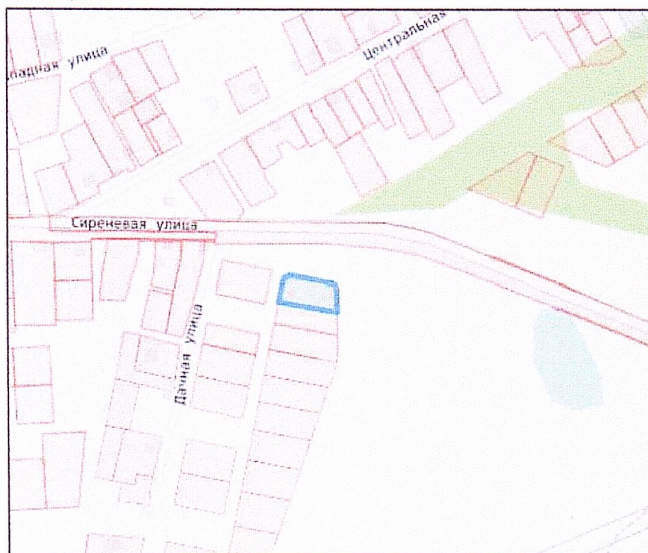 падная улица
Центральная
Сиреневая улица
Дачная улица